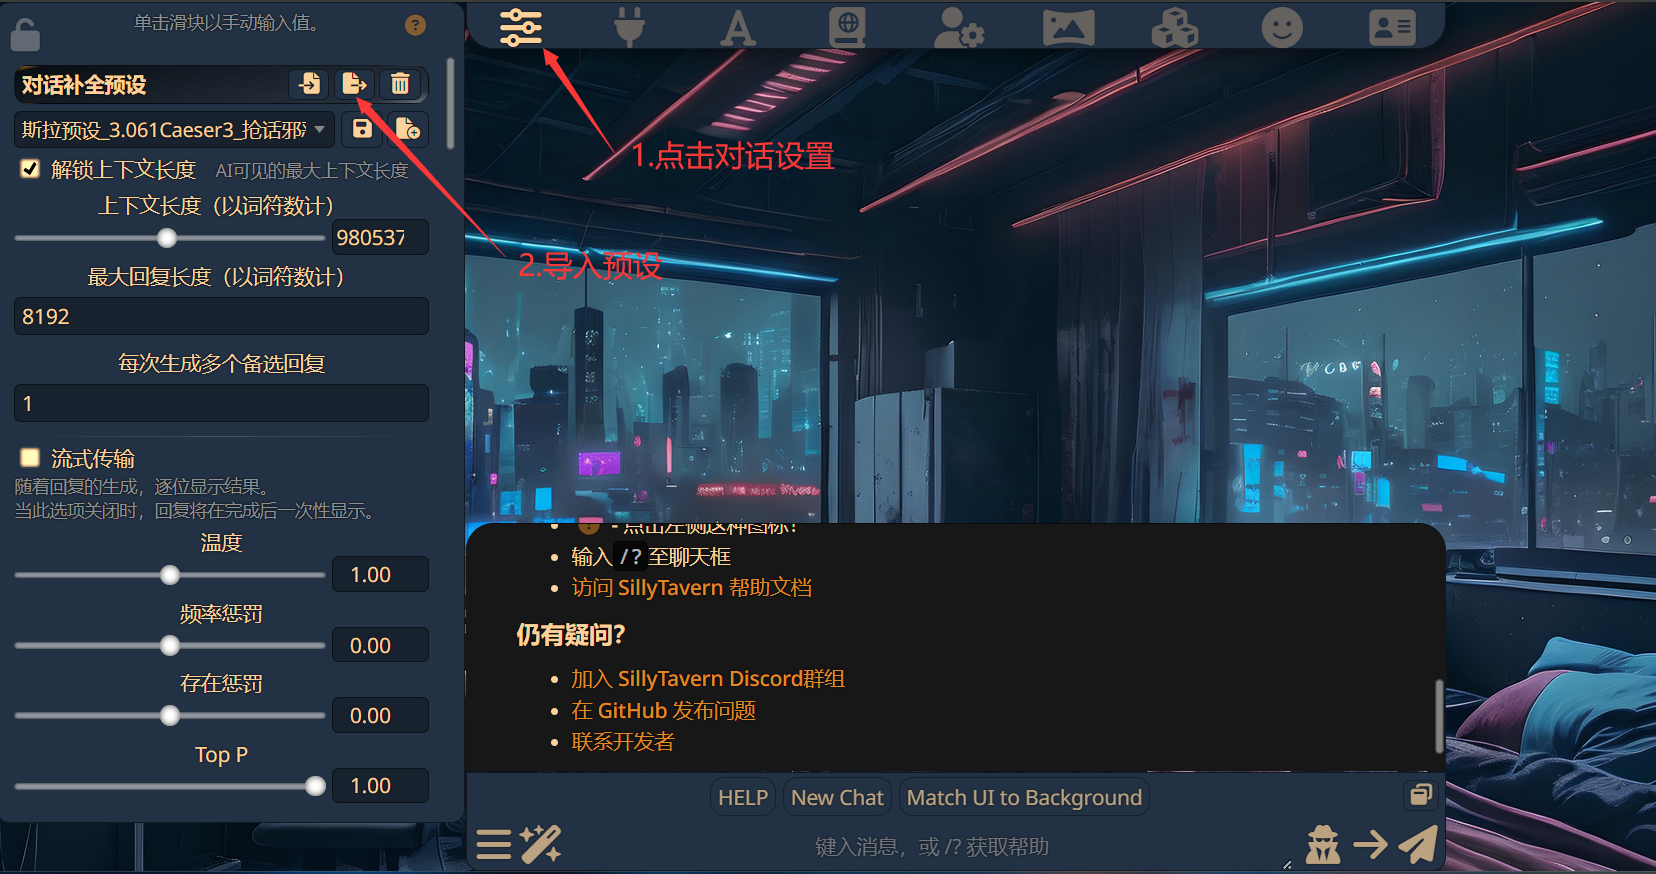 单击滑块以手动输入值。
对话补全预设
斯拉预设_3.061Caeser3_抢话邪
解锁上下文长度 AI可见的最大上下文长度
上下文长度（以词符数计）
980537
最大回复长度（以词符数计）
8192
每次生成多个备选回复
1
流式传输
随着回复的生成，逐位显示结果。
当此选项关闭时，回复将在完成后一次性显示。
温度
1.00
频率惩罚
0.00
存在惩罚
0.00
Top P
1.00
1.点击对话设置
2.导入预设
- 点击左侧这种图标！
输入 /? 至聊天框
访问 SillyTavern 帮助文档
仍有疑问？
加入 SillyTavern Discord群组
在 GitHub 发布问题
联系开发者
HELP
New Chat
Match UI to Background
键入消息，或 /? 获取帮助